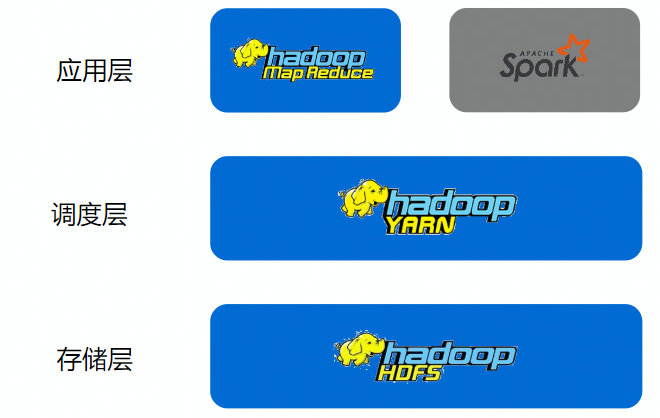 应用层
hadoop
Map Reduce
APACHE
Spark
调度层
hadoop
YARN
存储层
hadoop
HDFS